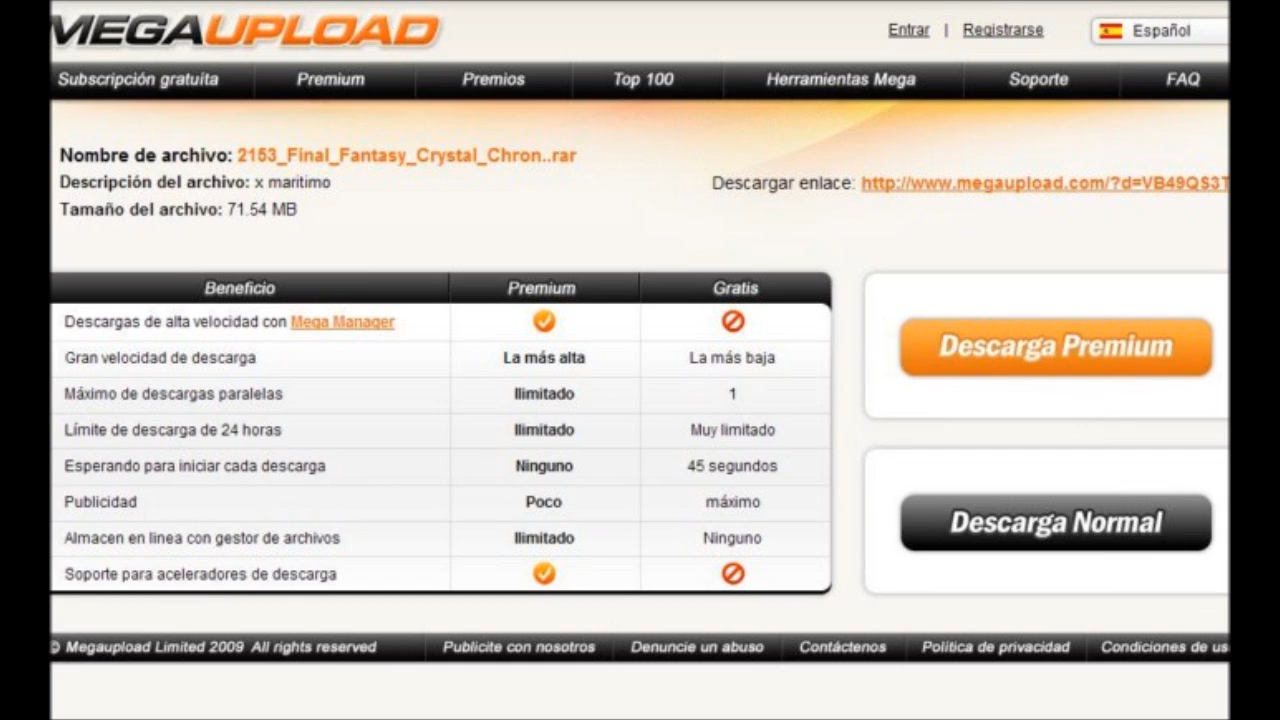 MEGAUPLOAD
Entrar | Registrarse Español
Subscripción gratuita Premium Premios Top 100 Herramientas Mega Soporte FAQ
Nombre de archivo: 2153_Final_Fantasy_Crystal_Chron..rar
Descripción del archivo: x maritimo
Descargar enlace: http://www.megaupload.com/?d=VB49QS3T
Tamaño del archivo: 71.54 MB
Beneficio Premium Gratis
Descargas de alta velocidad con Mega Manager
Gran velocidad de descarga La más alta La más baja
Máximo de descargas paralelas Ilimitado 1
Límite de descarga de 24 horas Ilimitado Muy limitado
Esperando para iniciar cada descarga Ninguno 45 segundos
Publicidad Poco máximo
Almacen en linea con gestor de archivos Ilimitado Ninguno
Soporte para aceleradores de descarga
Descarga Premium
Descarga Normal
© Megaupload Limited 2009 All rights reserved Publicite con nosotros Denuncie un abuso Contáctenos Política de privacidad Condiciones de us